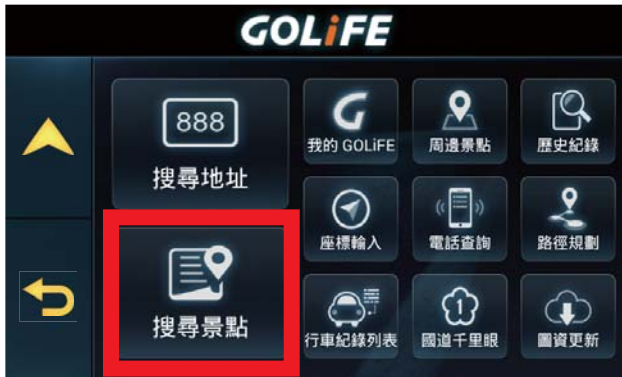 GOLiFE
888
搜尋地址
我的 GOLiFE
周邊景點
歷史紀錄
座標輸入
電話查詢
路徑規劃
搜尋景點
行車紀錄列表
1
國道千里眼
圖資更新